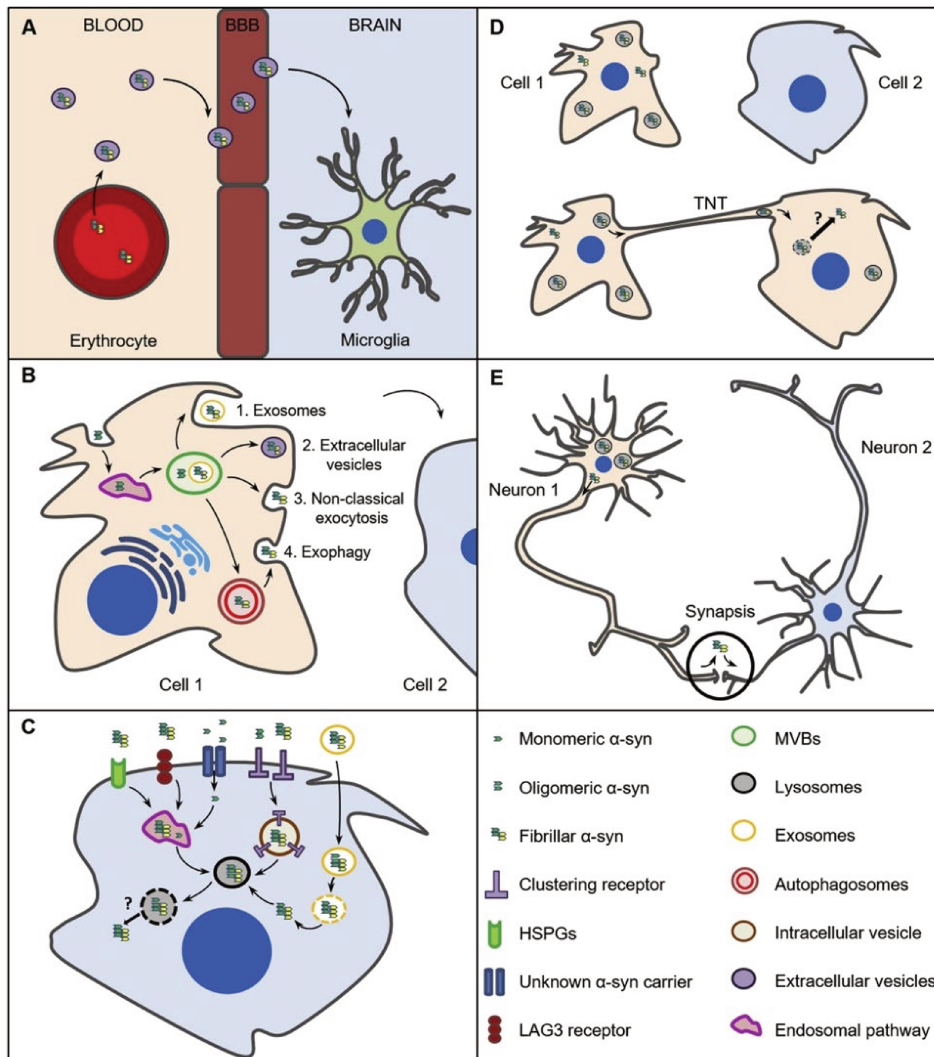 A
BLOOD
BBB
BRAIN
Erythrocyte
Microglia
B
1. Exosomes
2. Extracellular
vesicles
3. Non-classical
exocytosis
4. Exophagy
Cell 1
Cell 2
C
?
D
Cell 1
Cell 2
TNT
?
E
Neuron 1
Neuron 2
Synapsis
Monomeric α-syn
Oligomeric α-syn
Fibrillar α-syn
Clustering receptor
HSPGs
Unknown α-syn carrier
LAG3 receptor
MVBs
Lysosomes
Exosomes
Autophagosomes
Intracellular vesicle
Extracellular vesicles
Endosomal pathway